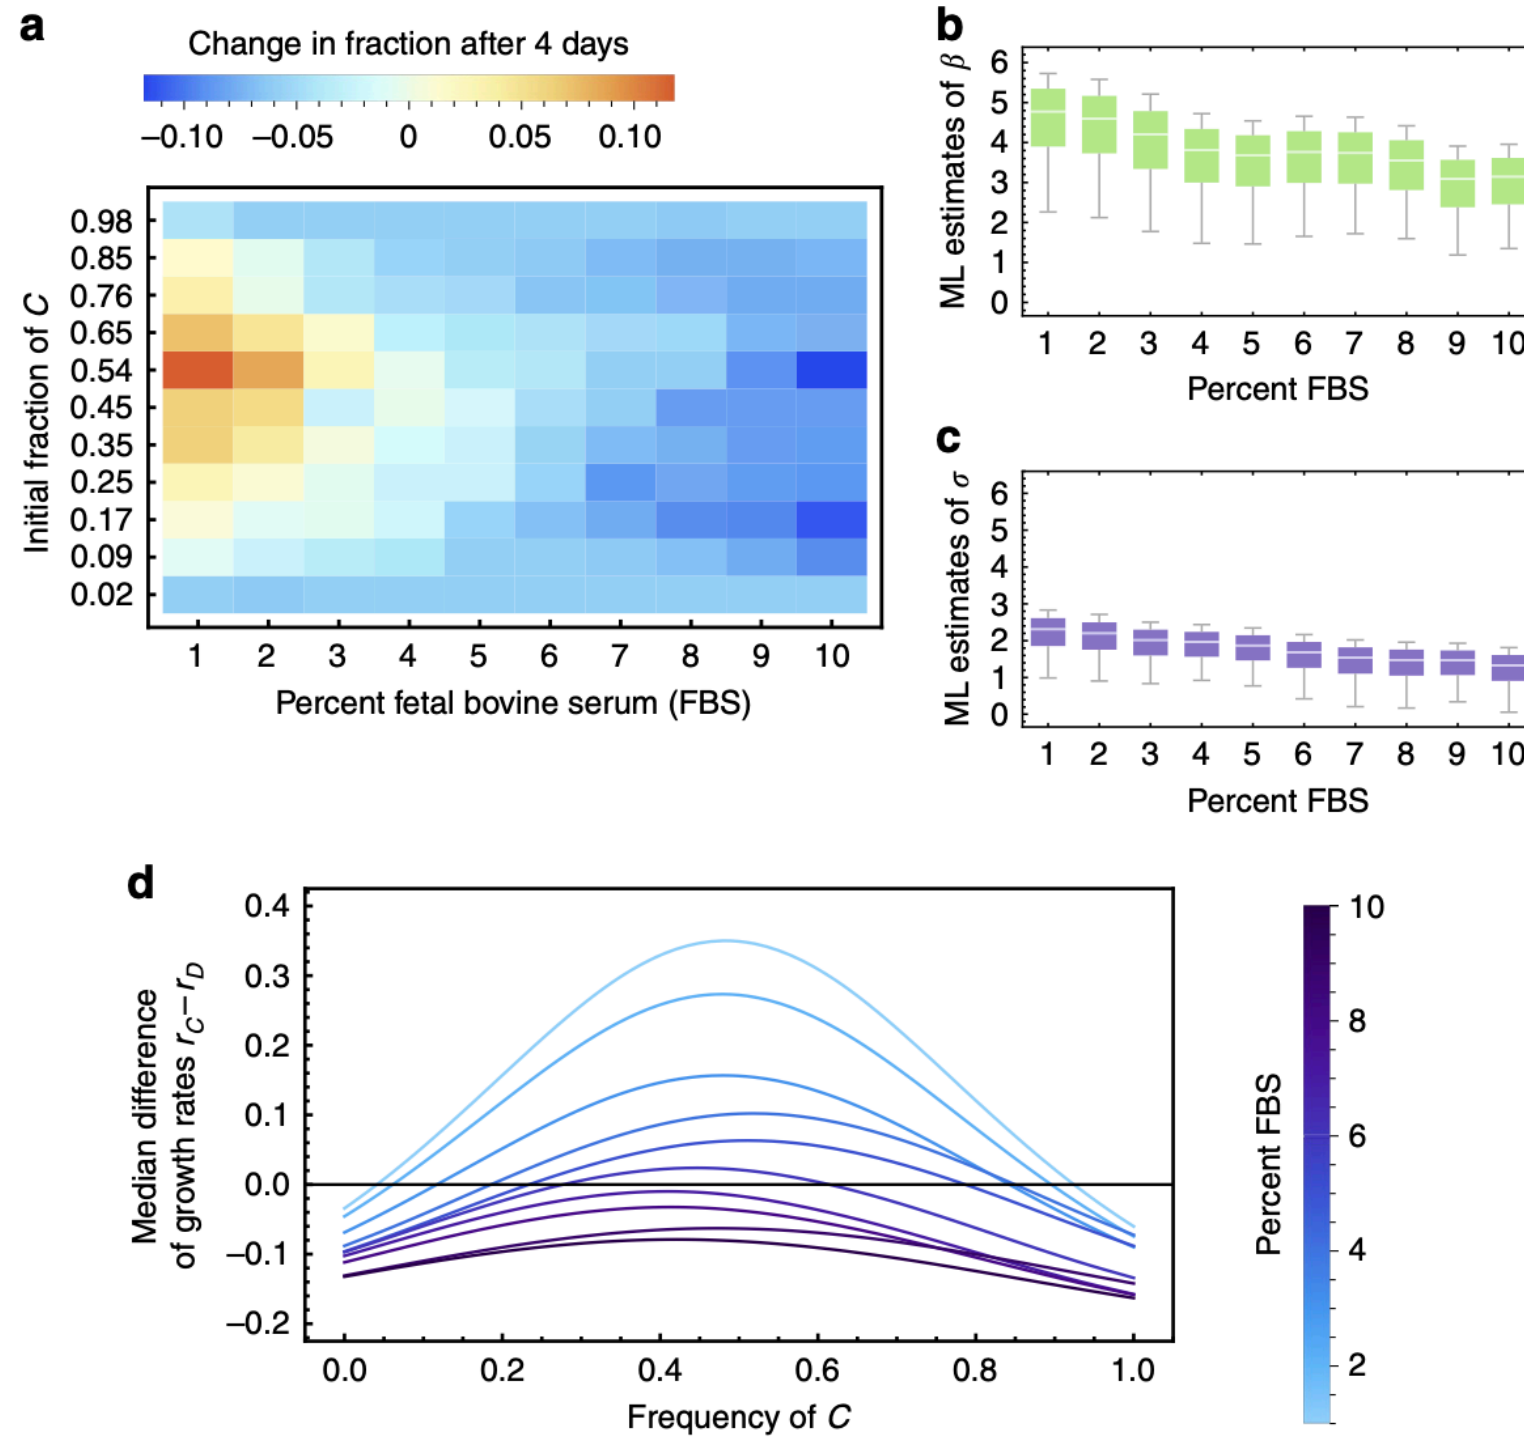 a
Change in fraction after 4 days
−0.10 −0.05 0 0.05 0.10
Initial fraction of C
0.98
0.85
0.76
0.65
0.54
0.45
0.35
0.25
0.17
0.09
0.02
1 2 3 4 5 6 7 8 9 10
Percent fetal bovine serum (FBS)
b
ML estimates of β
6
5
4
3
2
1
0
1 2 3 4 5 6 7 8 9 10
Percent FBS
c
ML estimates of σ
6
5
4
3
2
1
0
1 2 3 4 5 6 7 8 9 10
Percent FBS
d
Median difference
of growth rates r_C − r_D
0.4
0.3
0.2
0.1
0.0
−0.1
−0.2
0.0 0.2 0.4 0.6 0.8 1.0
Frequency of C
Percent FBS
10
8
6
4
2